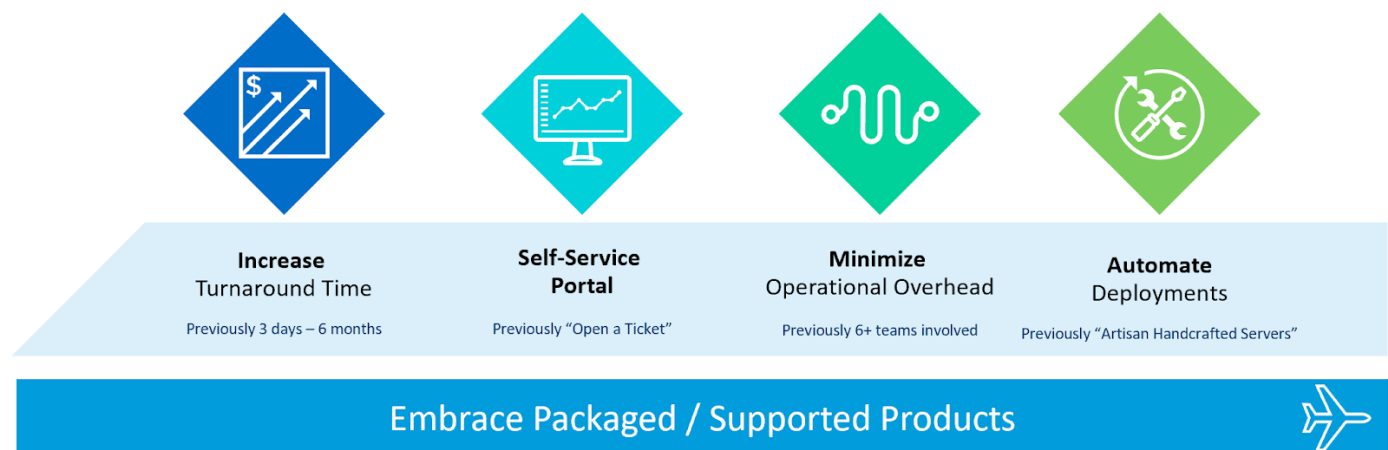 $
Increase
Turnaround Time
Previously 3 days – 6 months
Self-Service
Portal
Previously “Open a Ticket”
Minimize
Operational Overhead
Previously 6+ teams involved
Automate
Deployments
Previously “Artisan Handcrafted Servers”
Embrace Packaged / Supported Products